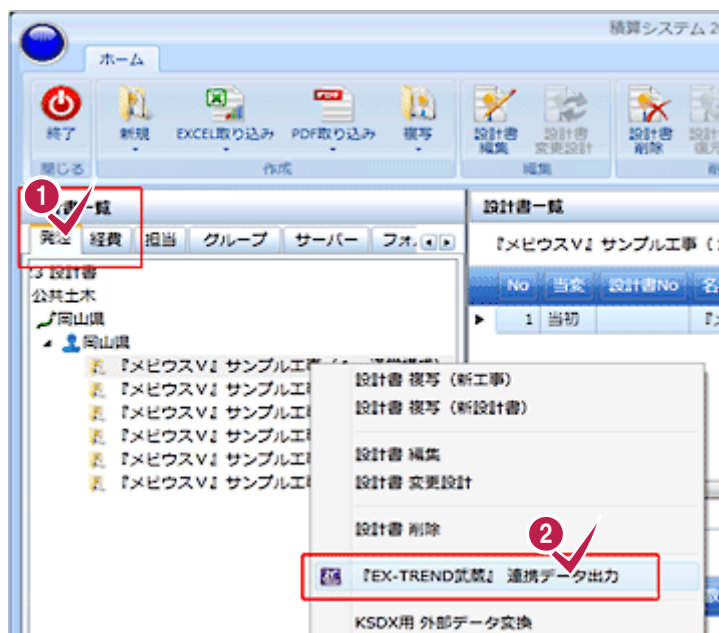 積算システム 2
ホーム
終了
新規
EXCEL取り込み
PDF取り込み
複写
設計書
編集
設計書
変更設計
設計書
削除
閉じる
作成
編集
1
書一覧
設計書一覧
経費
担当
グループ
サーバー
フォ
『メビウスV』サンプル工事（
設計書
公共土木
岡山県
岡山県
No
当変
設計書No
名
1
当初
『メビウスV』サンプル工事
『メビウスV』サンプル工
『メビウスV』サンプル工
『メビウスV』サンプル工
『メビウスV』サンプル工
『メビウスV』サンプル工
設計書 複写（新工事）
設計書 複写（新設計書）
設計書 編集
設計書 変更設計
設計書 削除
2
『EX-TREND武蔵』 連携データ出力
KSDX用 外部データ変換